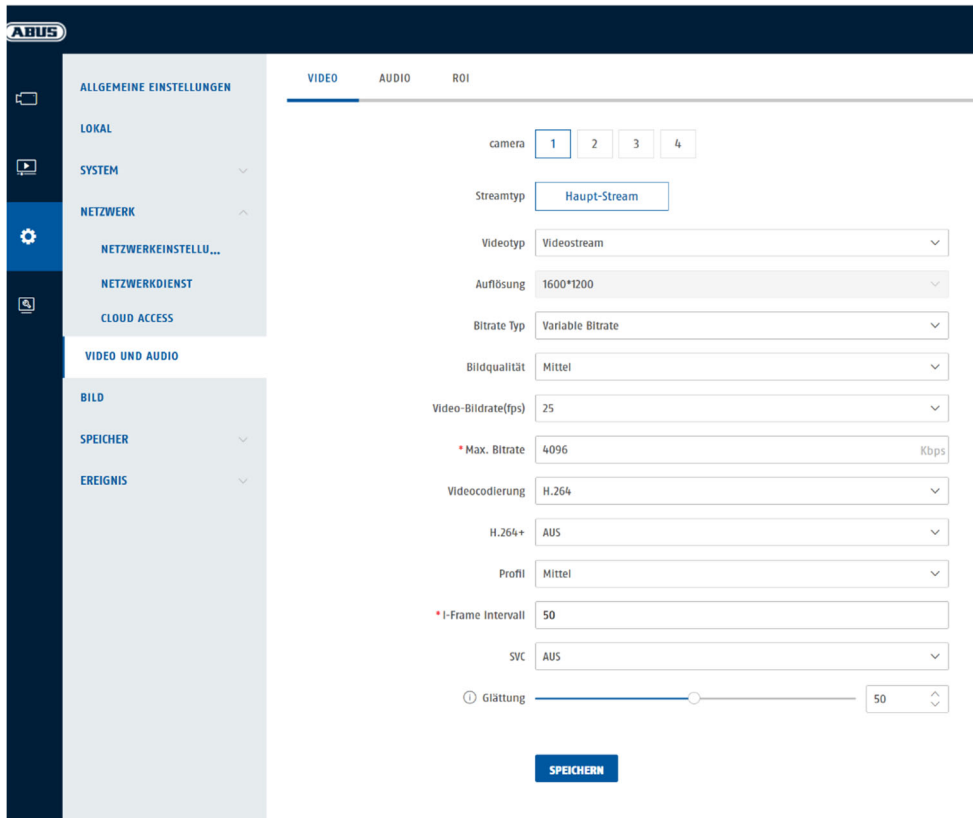 ABUS
ALLGEMEINE EINSTELLUNGEN
LOKAL
SYSTEM
NETZWERK
NETZWERKEINSTELLU...
NETZWERKDIENST
CLOUD ACCESS
VIDEO UND AUDIO
BILD
SPEICHER
EREIGNIS
VIDEO AUDIO ROI
camera 1 2 3 4
Streamtyp Haupt-Stream
Videotyp Videostream
Auflösung 1600*1200
Bitrate Typ Variable Bitrate
Bildqualität Mittel
Video-Bildrate(fps) 25
* Max. Bitrate 4096 Kbps
Videocodierung H.264
H.264+ AUS
Profil Mittel
* I-Frame Intervall 50
SVC AUS
Glättung 50
SPEICHERN